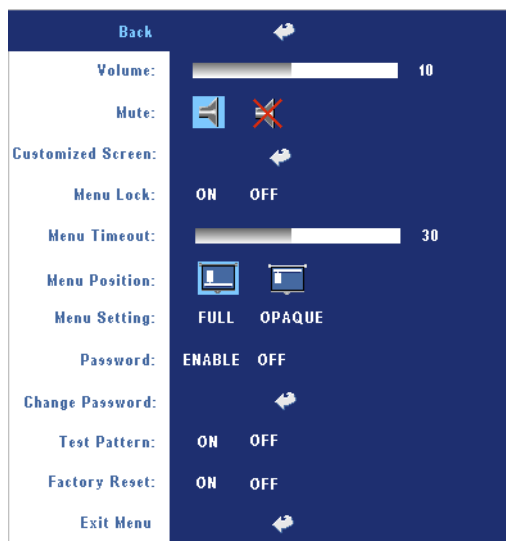 Back
Volume: 10
Mute:
Customized Screen:
Menu Lock: ON OFF
Menu Timeout: 30
Menu Position:
Menu Setting: FULL OPAQUE
Password: ENABLE OFF
Change Password:
Test Pattern: ON OFF
Factory Reset: ON OFF
Exit Menu